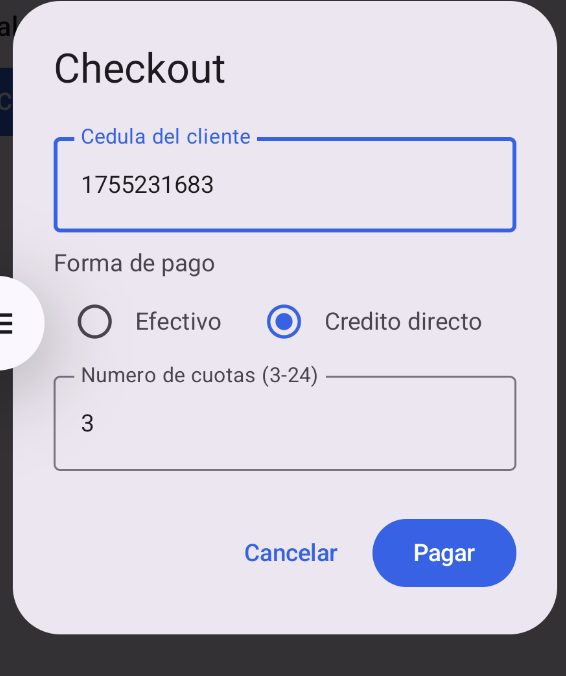 Checkout
Cedula del cliente
1755231683
Forma de pago
Efectivo
Credito directo
Numero de cuotas (3-24)
3
Cancelar
Pagar